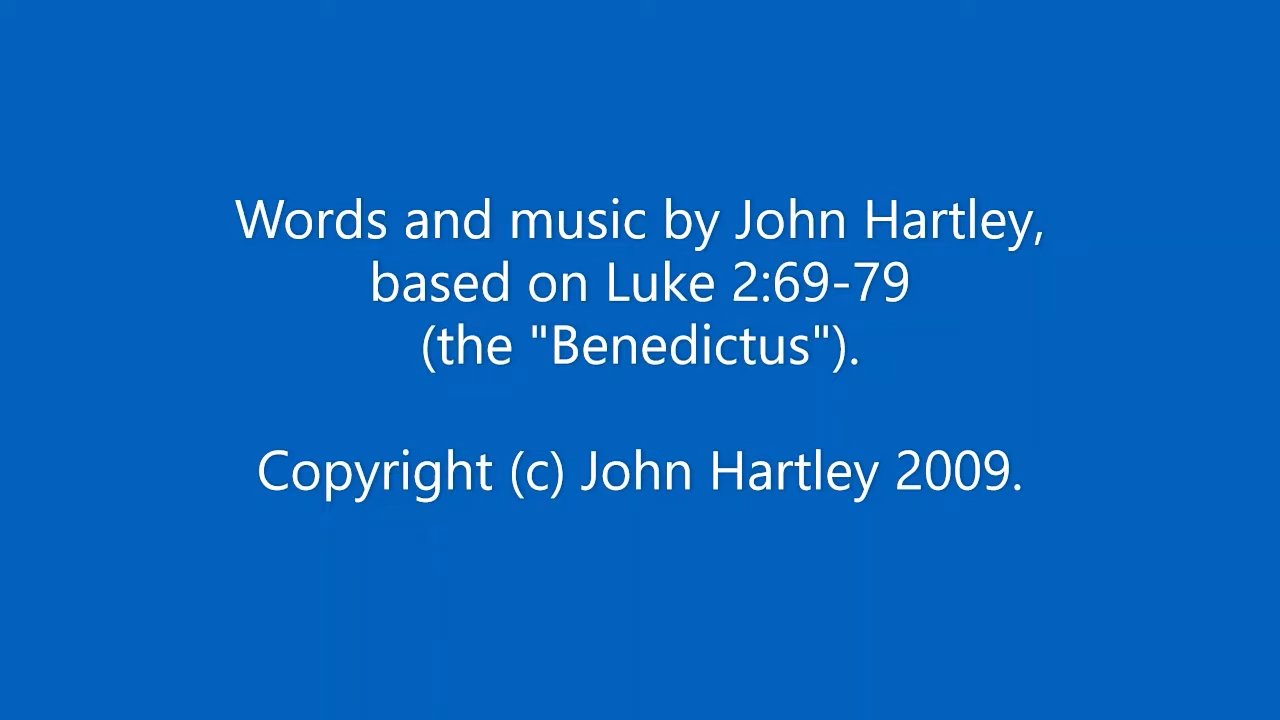 Words and music by John Hartley,
based on Luke 2:69-79
(the "Benedictus").
Copyright (c) John Hartley 2009.